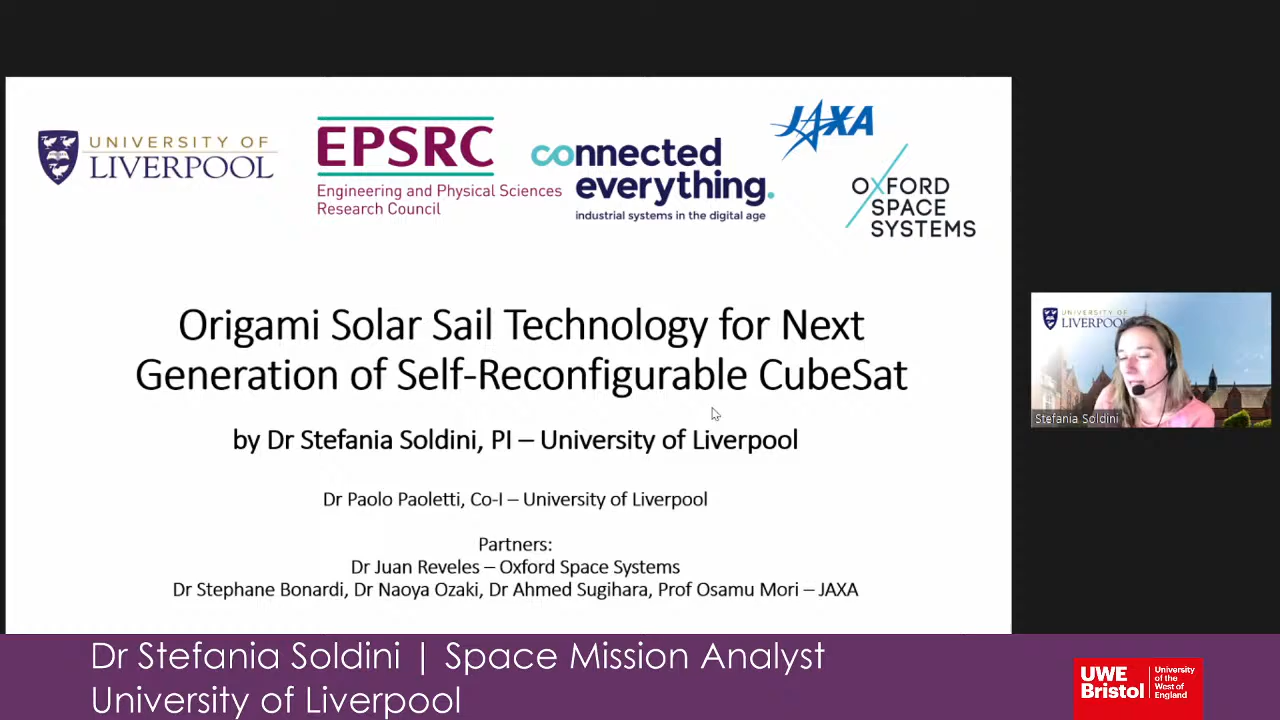 UNIVERSITY OF
LIVERPOOL
EPSRC
Engineering and Physical Sciences
Research Council
connected
everything.
industrial systems in the digital age
JAXA
OXFORD
SPACE
SYSTEMS
Origami Solar Sail Technology for Next
Generation of Self-Reconfigurable CubeSat
by Dr Stefania Soldini, PI – University of Liverpool
Dr Paolo Paoletti, Co-I – University of Liverpool
Partners:
Dr Juan Reveles – Oxford Space Systems
Dr Stephane Bonardi, Dr Naoya Ozaki, Dr Ahmed Sugihara, Prof Osamu Mori – JAXA
UNIVERSITY OF
LIVERPOOL
Stefania Soldini
Dr Stefania Soldini | Space Mission Analyst
University of Liverpool
UWE
Bristol
University
of the
West of
England